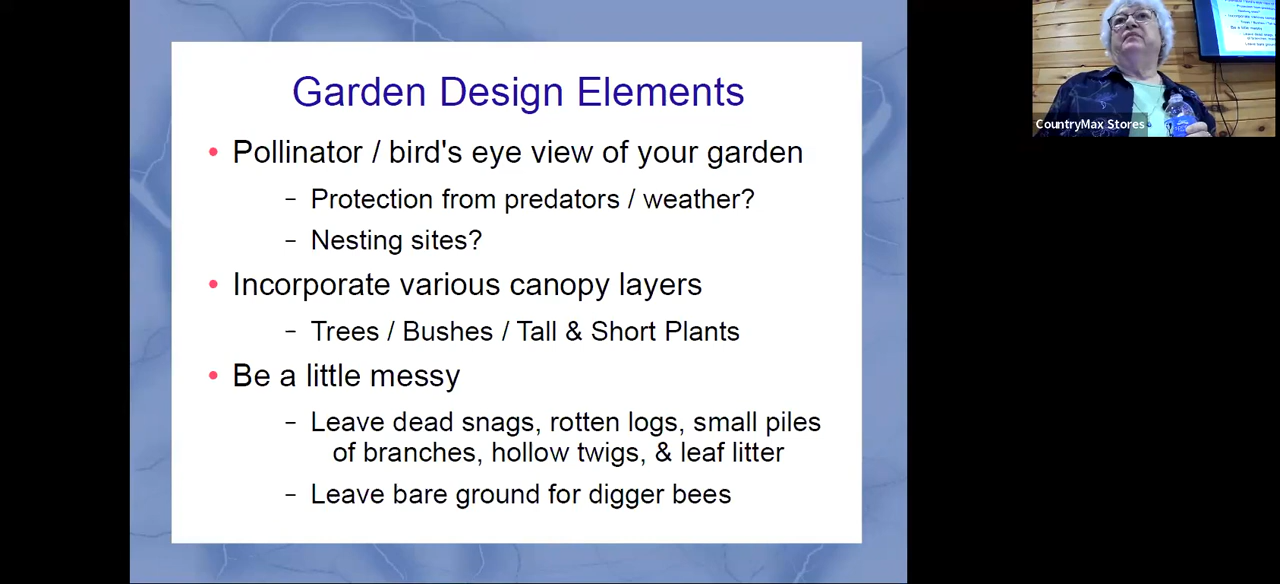 Garden Design Elements
• Pollinator / bird's eye view of your garden
– Protection from predators / weather?
– Nesting sites?
• Incorporate various canopy layers
– Trees / Bushes / Tall & Short Plants
• Be a little messy
– Leave dead snags, rotten logs, small piles
of branches, hollow twigs, & leaf litter
– Leave bare ground for digger bees
CountryMax Stores